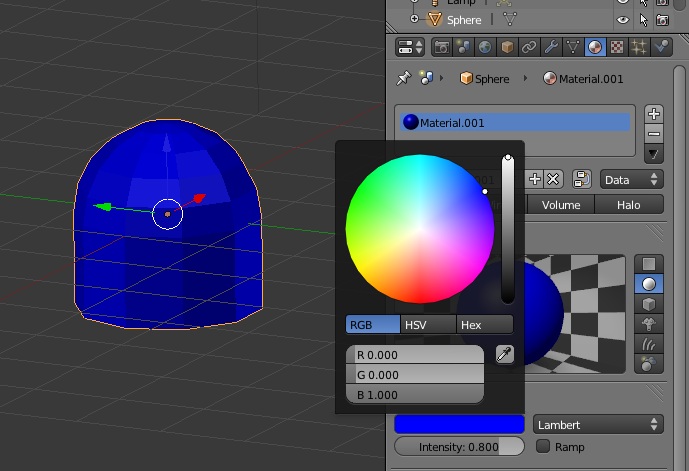 Lamp
Sphere
Sphere
Material.001
Material.001
Data
Volume
Halo
RGB
HSV
Hex
R 0.000
G 0.000
B 1.000
Lambert
Intensity: 0.800
Ramp